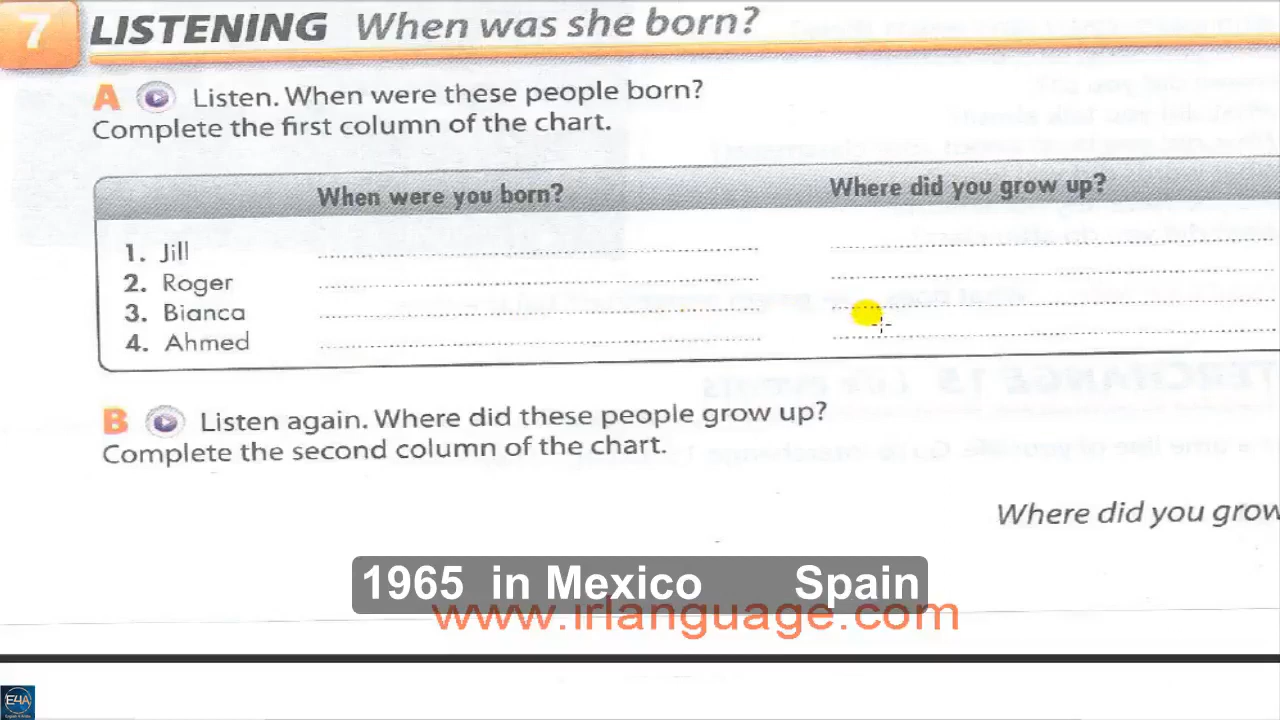 7 LISTENING When was she born?
A Listen. When were these people born?
Complete the first column of the chart.
When were you born? Where did you grow up?
1. Jill
2. Roger
3. Bianca
4. Ahmed
B Listen again. Where did these people grow up?
Complete the second column of the chart.
Where did you grow
1965 in Mexico Spain
www.irlanguage.com
E4A